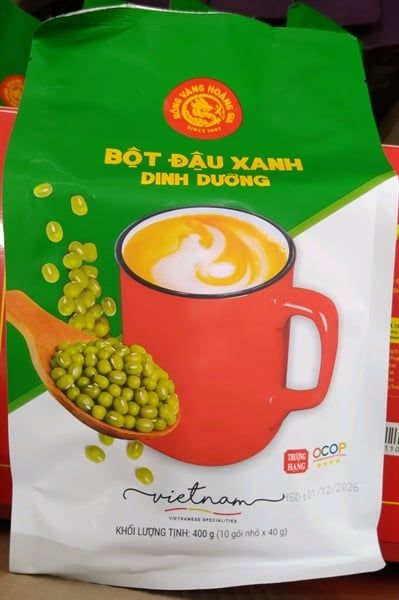 RỒNG VÀNG HOÀNG GIA
SINCE 1997
BỘT ĐẬU XANH
DINH DƯỠNG
THƯỢNG
HẠNG
OCOP
vietnam
HSD:01/12/2026
VIETNAMESE SPECIALITIES
KHỐI LƯỢNG TỊNH: 400 g (10 gói nhỏ x 40 g)